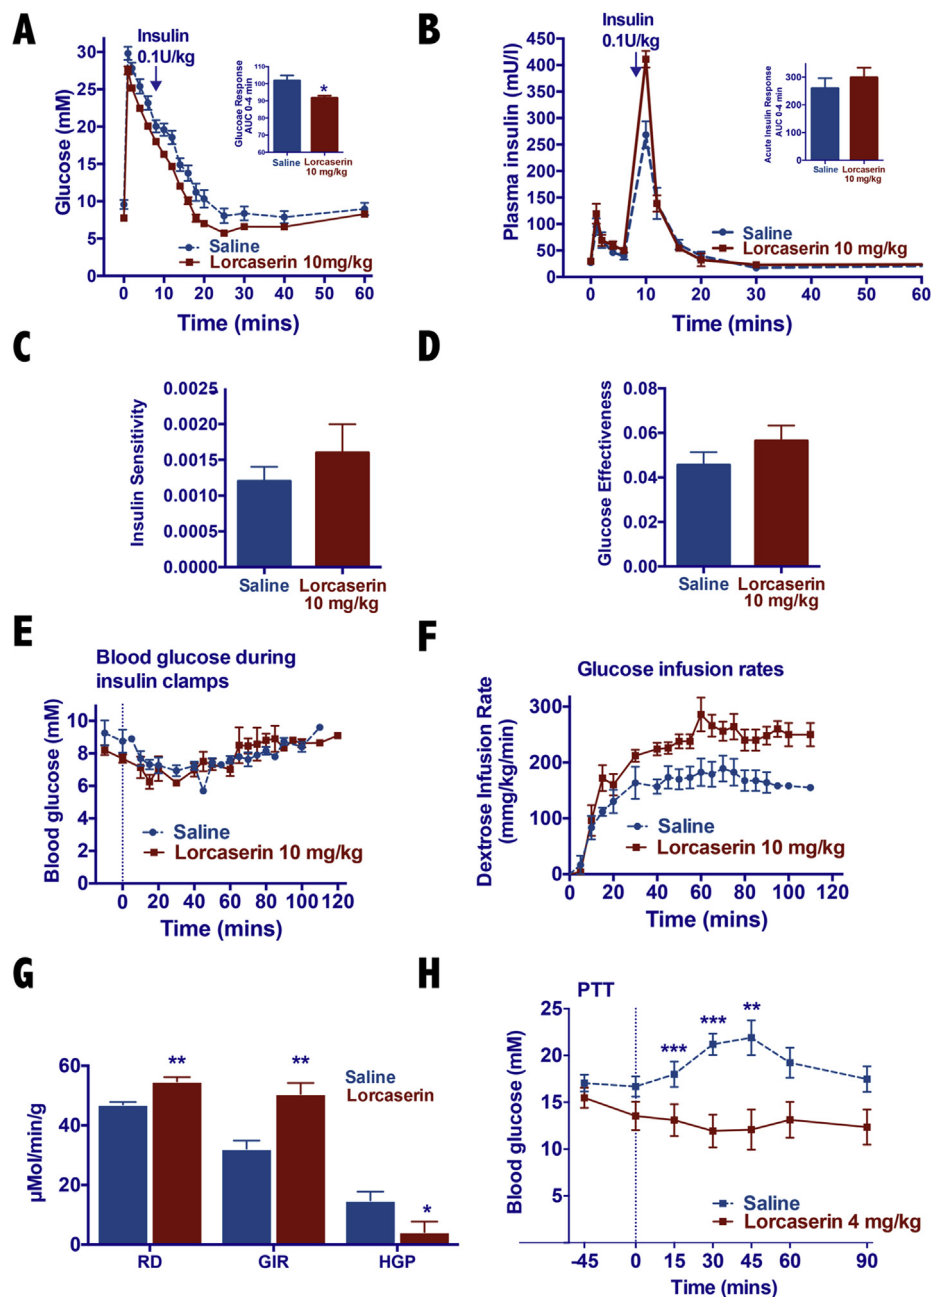 A
Insulin
0.1U/kg
Glucose (mM)
30
25
20
15
10
5
0
0
10
20
30
40
50
60
Time (mins)
Saline
Lorcaserin 10mg/kg
Glucoae Response
AUC 0-4 min
100
90
80
70
60
*
Saline
Lorcaserin
10 mg/kg
B
Insulin
0.1U/kg
Plasma insulin (mU/l)
450
400
350
300
250
200
150
100
50
0
0
10
20
30
40
50
60
Time (mins)
Saline
Lorcaserin 10 mg/kg
Acute Insulin Response
AUC 0-4 min
300
200
100
0
Saline
Lorcaserin
10 mg/kg
C
Insulin Sensitivity
0.0025
0.0020
0.0015
0.0010
0.0005
0.0000
Saline
Lorcaserin
10 mg/kg
D
Glucose Effectiveness
0.08
0.06
0.04
0.02
0.00
Saline
Lorcaserin
10 mg/kg
E
Blood glucose during
insulin clamps
Blood glucose (mM)
10
8
6
4
2
0
0
20
40
60
80
100
120
Time (mins)
Saline
Lorcaserin 10 mg/kg
F
Glucose infusion rates
Dextrose Infusion Rate
(mmg/kg/min)
300
200
100
0
0
20
40
60
80
100
120
Time (mins)
Saline
Lorcaserin 10 mg/kg
G
µMol/min/g
60
40
20
0
**
**
*
Saline
Lorcaserin
RD
GIR
HGP
H
PTT
Blood glucose (mM)
25
20
15
10
5
***
***
**
Saline
Lorcaserin 4 mg/kg
-45
0
15
30
45
60
90
Time (mins)